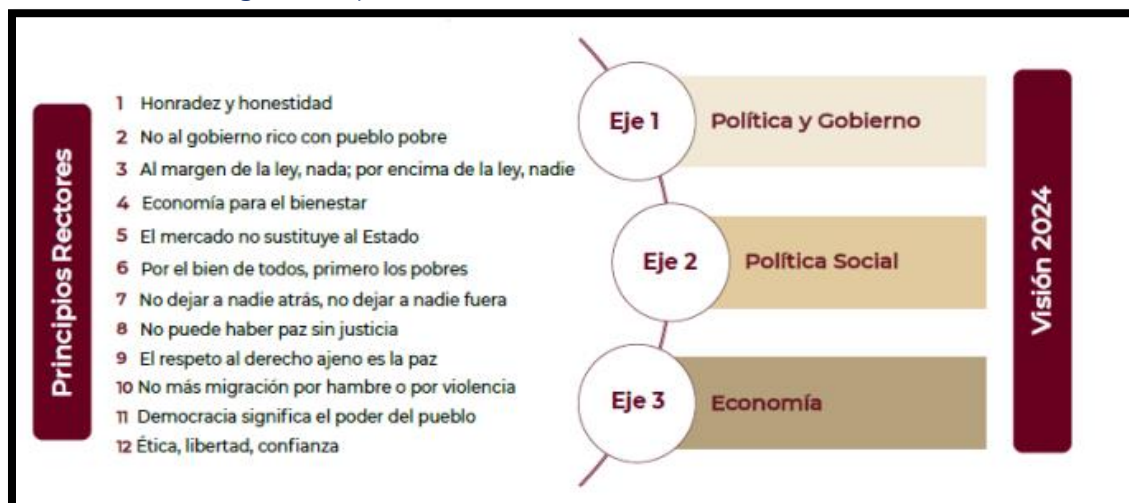 Principios Rectores
1 Honradez y honestidad
2 No al gobierno rico con pueblo pobre
3 Al margen de la ley, nada; por encima de la ley, nadie
4 Economía para el bienestar
5 El mercado no sustituye al Estado
6 Por el bien de todos, primero los pobres
7 No dejar a nadie atrás, no dejar a nadie fuera
8 No puede haber paz sin justicia
9 El respeto al derecho ajeno es la paz
10 No más migración por hambre o por violencia
11 Democracia significa el poder del pueblo
12 Ética, libertad, confianza
Eje 1
Política y Gobierno
Eje 2
Política Social
Eje 3
Economía
Visión 2024